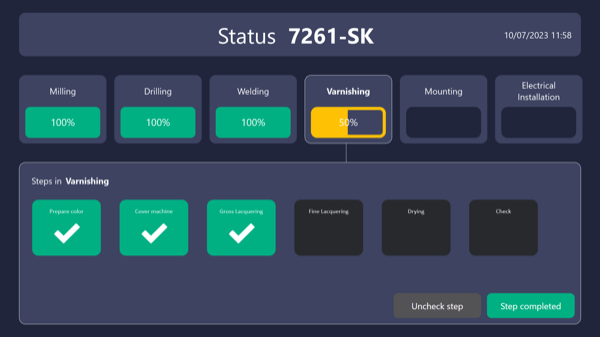 Status 7261-SK
10/07/2023 11:58
Milling
Drilling
Welding
Varnishing
Mounting
Electrical
Installation
100%
100%
100%
50%
Steps in Varnishing
Prepare color
Cover machine
Gross Lacquering
Fine Lacquering
Drying
Check
Uncheck step
Step completed